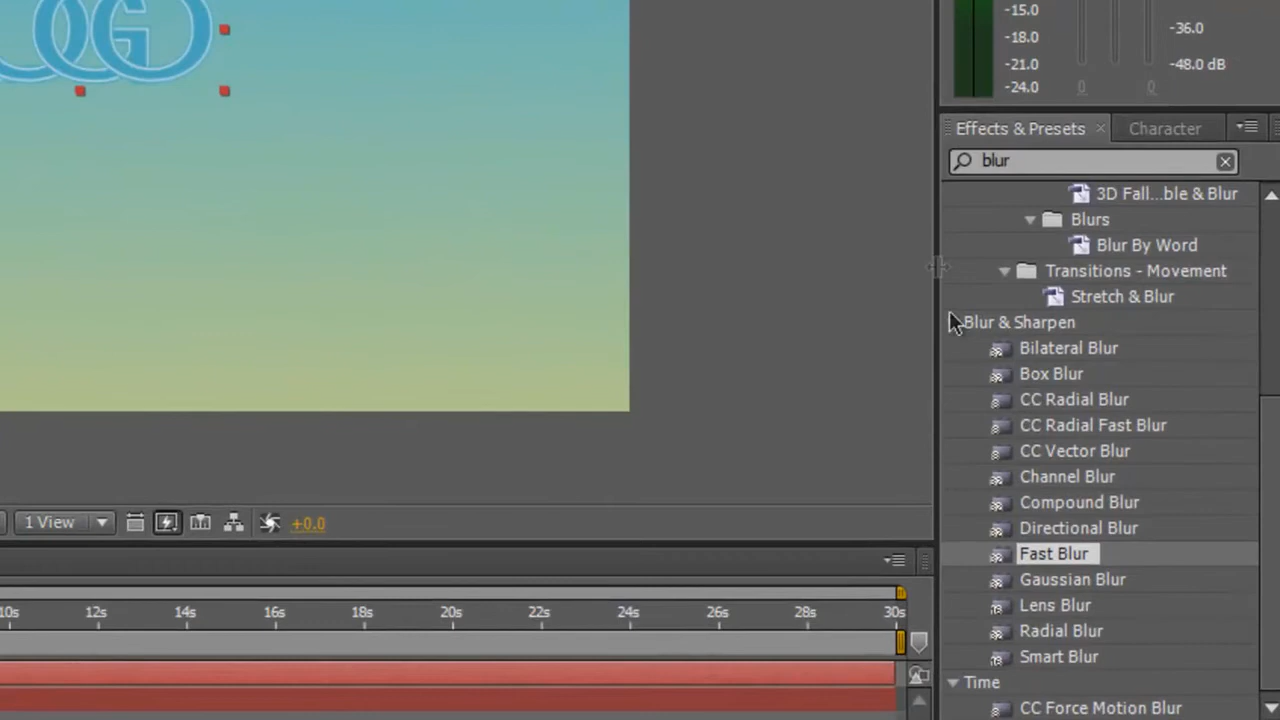 OGO
-15.0
-18.0
-21.0
-24.0
-36.0
-48.0 dB
0
0
Effects & Presets
Character
blur
3D Fall...ble & Blur
Blurs
Blur By Word
Transitions - Movement
Stretch & Blur
Blur & Sharpen
Bilateral Blur
Box Blur
CC Radial Blur
CC Radial Fast Blur
CC Vector Blur
Channel Blur
Compound Blur
Directional Blur
Fast Blur
Gaussian Blur
Lens Blur
Radial Blur
Smart Blur
Time
CC Force Motion Blur
1 View
+0.0
10s 12s 14s 16s 18s 20s 22s 24s 26s 28s 30s